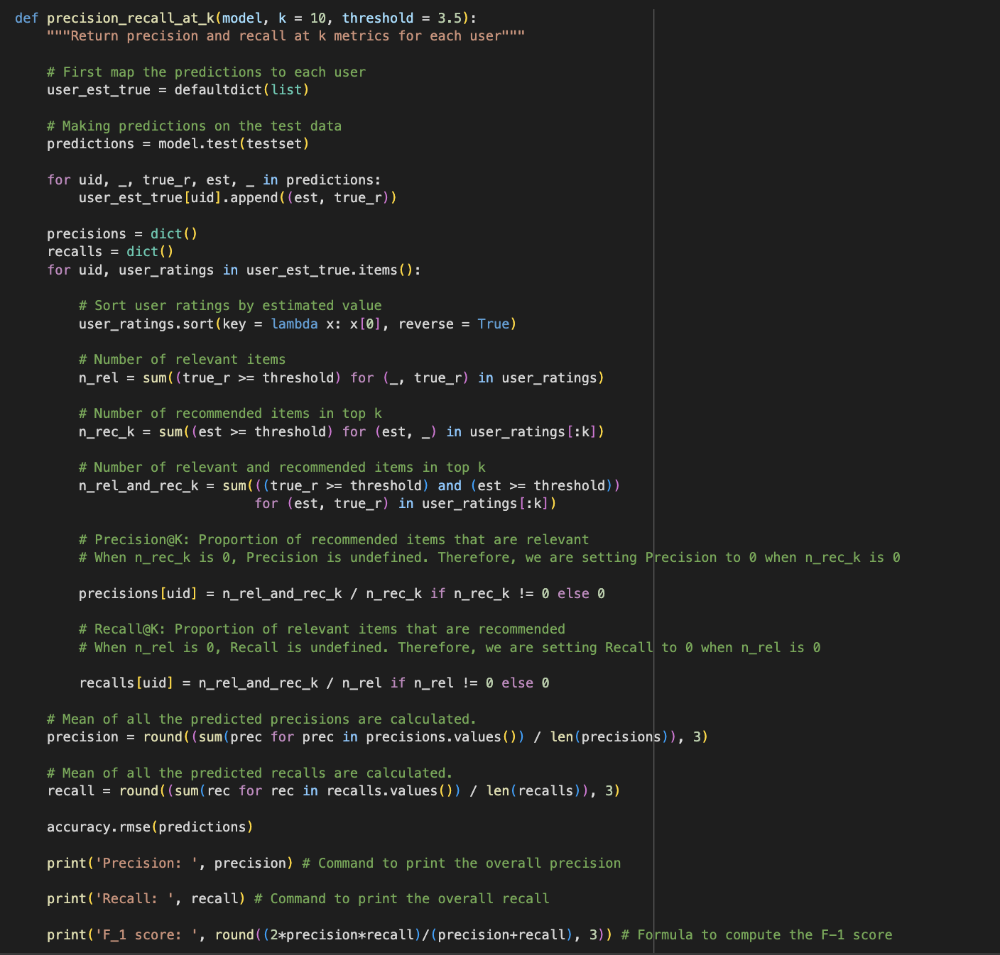 def precision_recall_at_k(model, k = 10, threshold = 3.5):
"""Return precision and recall at k metrics for each user"""
# First map the predictions to each user
user_est_true = defaultdict(list)
# Making predictions on the test data
predictions = model.test(testset)
for uid, _, true_r, est, _ in predictions:
user_est_true[uid].append((est, true_r))
precisions = dict()
recalls = dict()
for uid, user_ratings in user_est_true.items():
# Sort user ratings by estimated value
user_ratings.sort(key = lambda x: x[0], reverse = True)
# Number of relevant items
n_rel = sum((true_r >= threshold) for (_, true_r) in user_ratings)
# Number of recommended items in top k
n_rec_k = sum((est >= threshold) for (est, _) in user_ratings[:k])
# Number of relevant and recommended items in top k
n_rel_and_rec_k = sum(((true_r >= threshold) and (est >= threshold))
for (est, true_r) in user_ratings[:k])
# Precision@K: Proportion of recommended items that are relevant
# When n_rec_k is 0, Precision is undefined. Therefore, we are setting Precision to 0 when n_rec_k is 0
precisions[uid] = n_rel_and_rec_k / n_rec_k if n_rec_k != 0 else 0
# Recall@K: Proportion of relevant items that are recommended
# When n_rel is 0, Recall is undefined. Therefore, we are setting Recall to 0 when n_rel is 0
recalls[uid] = n_rel_and_rec_k / n_rel if n_rel != 0 else 0
# Mean of all the predicted precisions are calculated.
precision = round((sum(prec for prec in precisions.values()) / len(precisions)), 3)
# Mean of all the predicted recalls are calculated.
recall = round((sum(rec for rec in recalls.values()) / len(recalls)), 3)
accuracy.rmse(predictions)
print('Precision: ', precision) # Command to print the overall precision
print('Recall: ', recall) # Command to print the overall recall
print('F_1 score: ', round((2*precision*recall)/(precision+recall), 3)) # Formula to compute the F-1 score